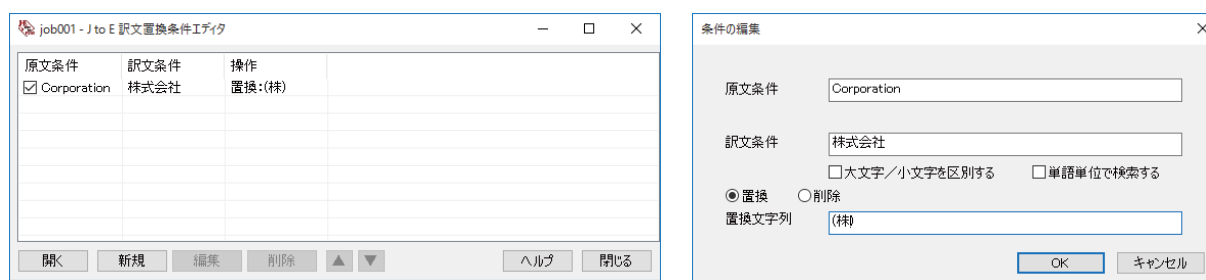 job001 - J to E 訳文置換条件エディタ
原文条件 訳文条件 操作
Corporation 株式会社 置換:(株)
開く 新規 編集 削除 ヘルプ 閉じる
条件の編集
原文条件 Corporation
訳文条件 株式会社
大文字/小文字を区別する 単語単位で検索する
置換 削除
置換文字列 (株)
OK キャンセル